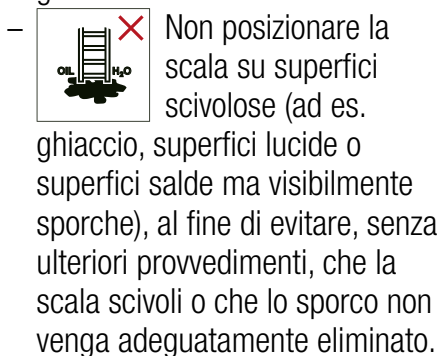 – Non posizionare la
OIL H₂O
scala su superfici
scivolose (ad es.
ghiaccio, superfici lucide o
superfici salde ma visibilmente
sporche), al fine di evitare, senza
ulteriori provvedimenti, che la
scala scivoli o che lo sporco non
venga adeguatamente eliminato.